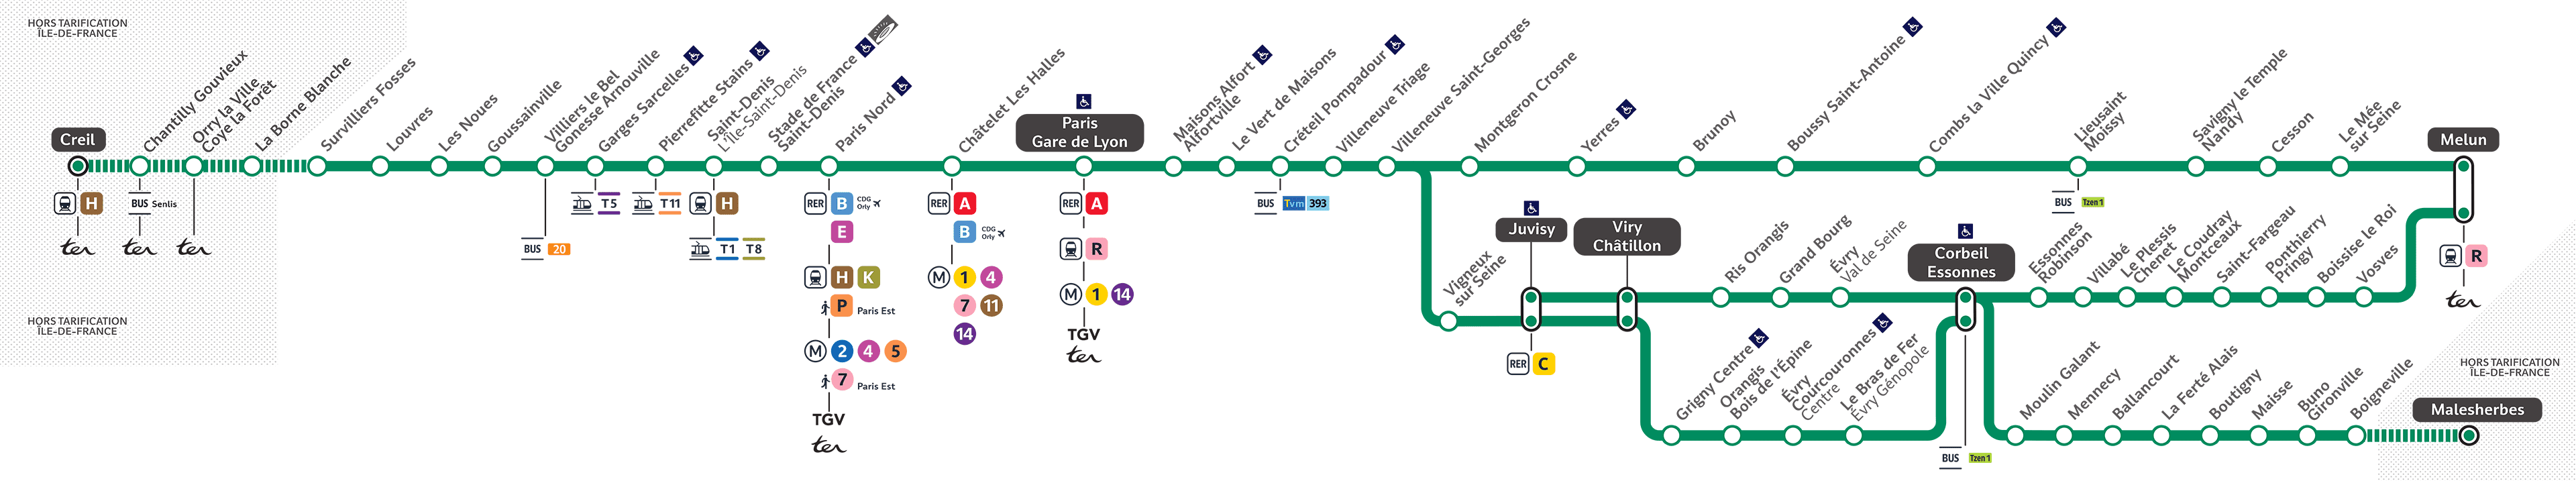 HORS TARIFICATION
ÎLE-DE-FRANCE
Creil
Chantilly Gouvieux
Orry la Ville
Coye la Forêt
La Borne Blanche
Survilliers Fosses
Louvres
Les Noues
Goussainville
Villiers le Bel
Gonesse Arnouville
Garges Sarcelles
Pierrefitte Stains
Saint-Denis
L'Île-Saint-Denis
Stade de France
Saint-Denis
Paris Nord
Châtelet Les Halles
Paris
Gare de Lyon
Maisons Alfort
Alfortville
Le Vert de Maisons
Créteil Pompadour
Villeneuve Triage
Villeneuve Saint-Georges
Montgeron Crosne
Yerres
Brunoy
Boussy Saint-Antoine
Combs la Ville Quincy
Lieusaint
Moissy
Savigny le Temple
Nandy
Cesson
Le Mée
sur Seine
Melun
H
ter
BUS Senlis
ter
ter
BUS 20
T5
T11
H
T1 T8
RER B CDG
Orly
E
H K
P Paris Est
M 2 4 5
7 Paris Est
TGV
ter
RER A
B CDG
Orly
M 1 4
7 11
14
RER A
R
M 1 14
TGV
ter
BUS Tvm 393
BUS Tzen 1
R
ter
Vigneux
sur Seine
Juvisy
RER C
Viry
Châtillon
Ris Orangis
Grand Bourg
Évry
Val de Seine
Corbeil
Essonnes
Essonnes
Robinson
Villabé
Le Plessis
Chenet
Le Coudray
Montceaux
Saint-Fargeau
Ponthierry
Pringy
Boissise le Roi
Vosves
Grigny Centre
Orangis
Bois de l'Épine
Évry
Courcouronnes
Centre
Le Bras de Fer
Évry Génopole
BUS Tzen 1
Moulin Galant
Mennecy
Ballancourt
La Ferté Alais
Boutigny
Maisse
Buno
Gironville
Boigneville
Malesherbes
HORS TARIFICATION
ÎLE-DE-FRANCE
HORS TARIFICATION
ÎLE-DE-FRANCE